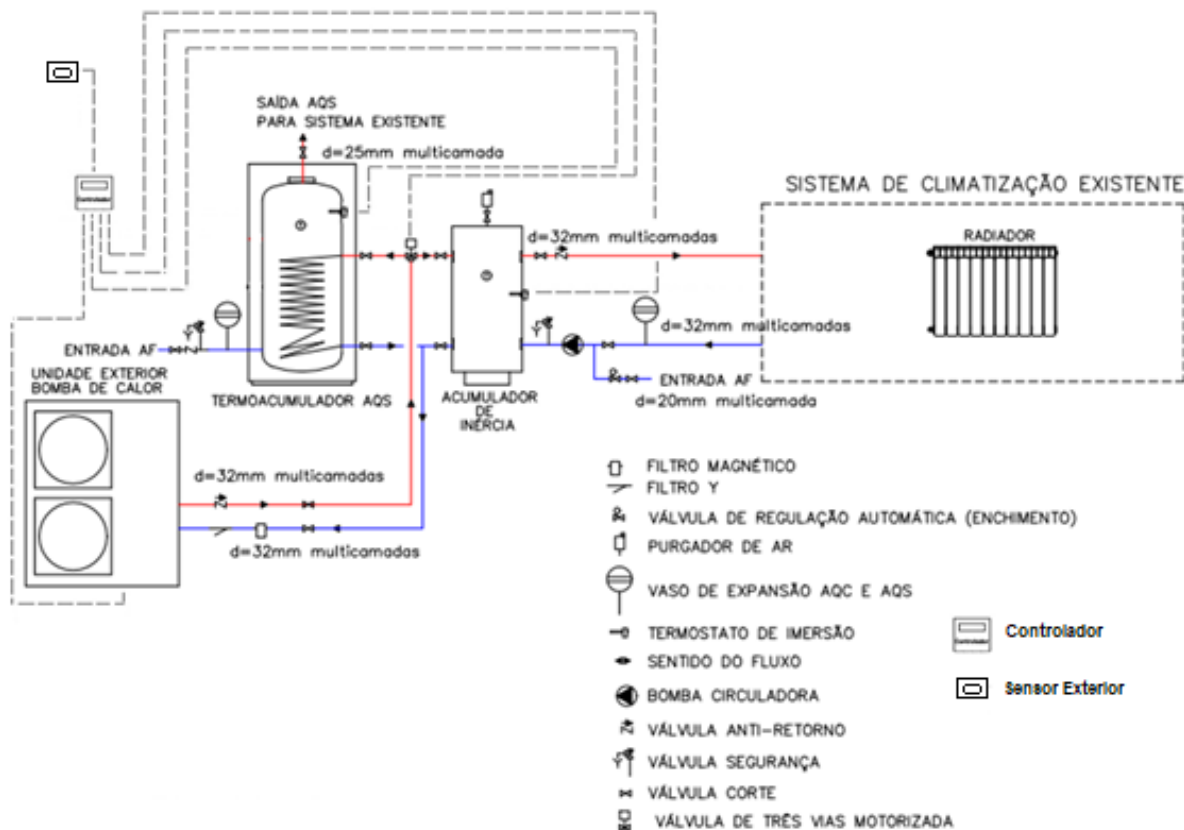 SAÍDA AQS
PARA SISTEMA EXISTENTE
d=25mm multicamada
Controlador
SISTEMA DE CLIMATIZAÇÃO EXISTENTE
d=32mm multicamadas
RADIADOR
d=32mm multicamadas
ENTRADA AF
ENTRADA AF
d=20mm multicamada
UNIDADE EXTERIOR
BOMBA DE CALOR
TERMOACUMULADOR AQS
ACUMULADOR
DE
INÉRCIA
d=32mm multicamadas
d=32mm multicamadas
FILTRO MAGNÉTICO
FILTRO Y
VÁLVULA DE REGULAÇÃO AUTOMÁTICA (ENCHIMENTO)
PURGADOR DE AR
VASO DE EXPANSÃO AQC E AQS
TERMOSTATO DE IMERSÃO
SENTIDO DO FLUXO
BOMBA CIRCULADORA
VÁLVULA ANTI-RETORNO
VÁLVULA SEGURANÇA
VÁLVULA CORTE
VÁLVULA DE TRÊS VIAS MOTORIZADA
Controlador
Controlador
Sensor Exterior